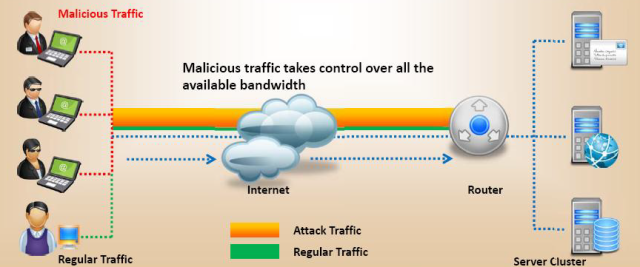 Malicious Traffic
Malicious traffic takes control over all the
available bandwidth
Internet
Router
Attack Traffic
Regular Traffic
Regular Traffic
Server Cluster